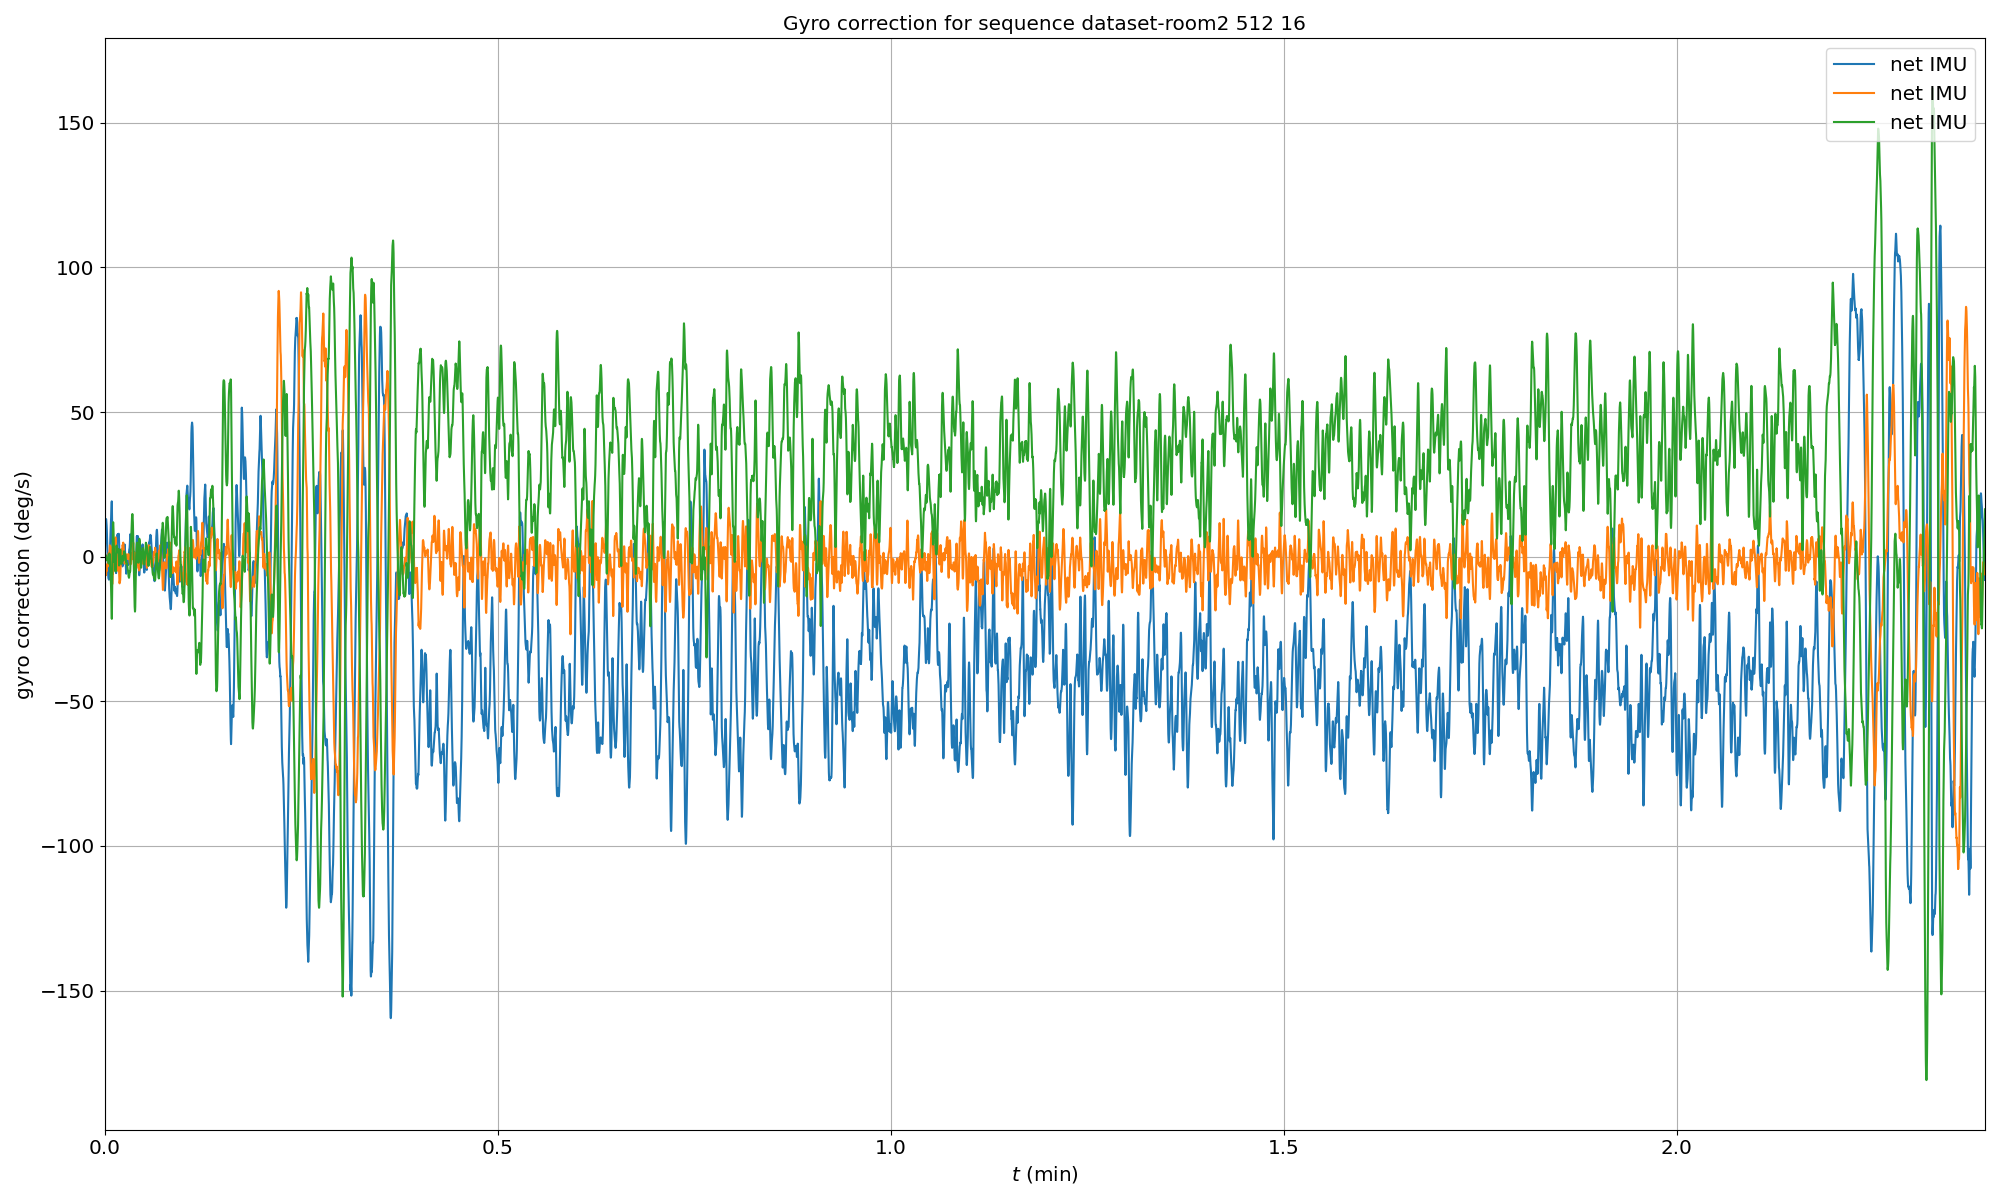 Gyro correction for sequence dataset-room2 512 16
net IMU
net IMU
net IMU
gyro correction (deg/s)
150
100
50
0
−50
−100
−150
0.0 0.5 1.0 1.5 2.0
t (min)